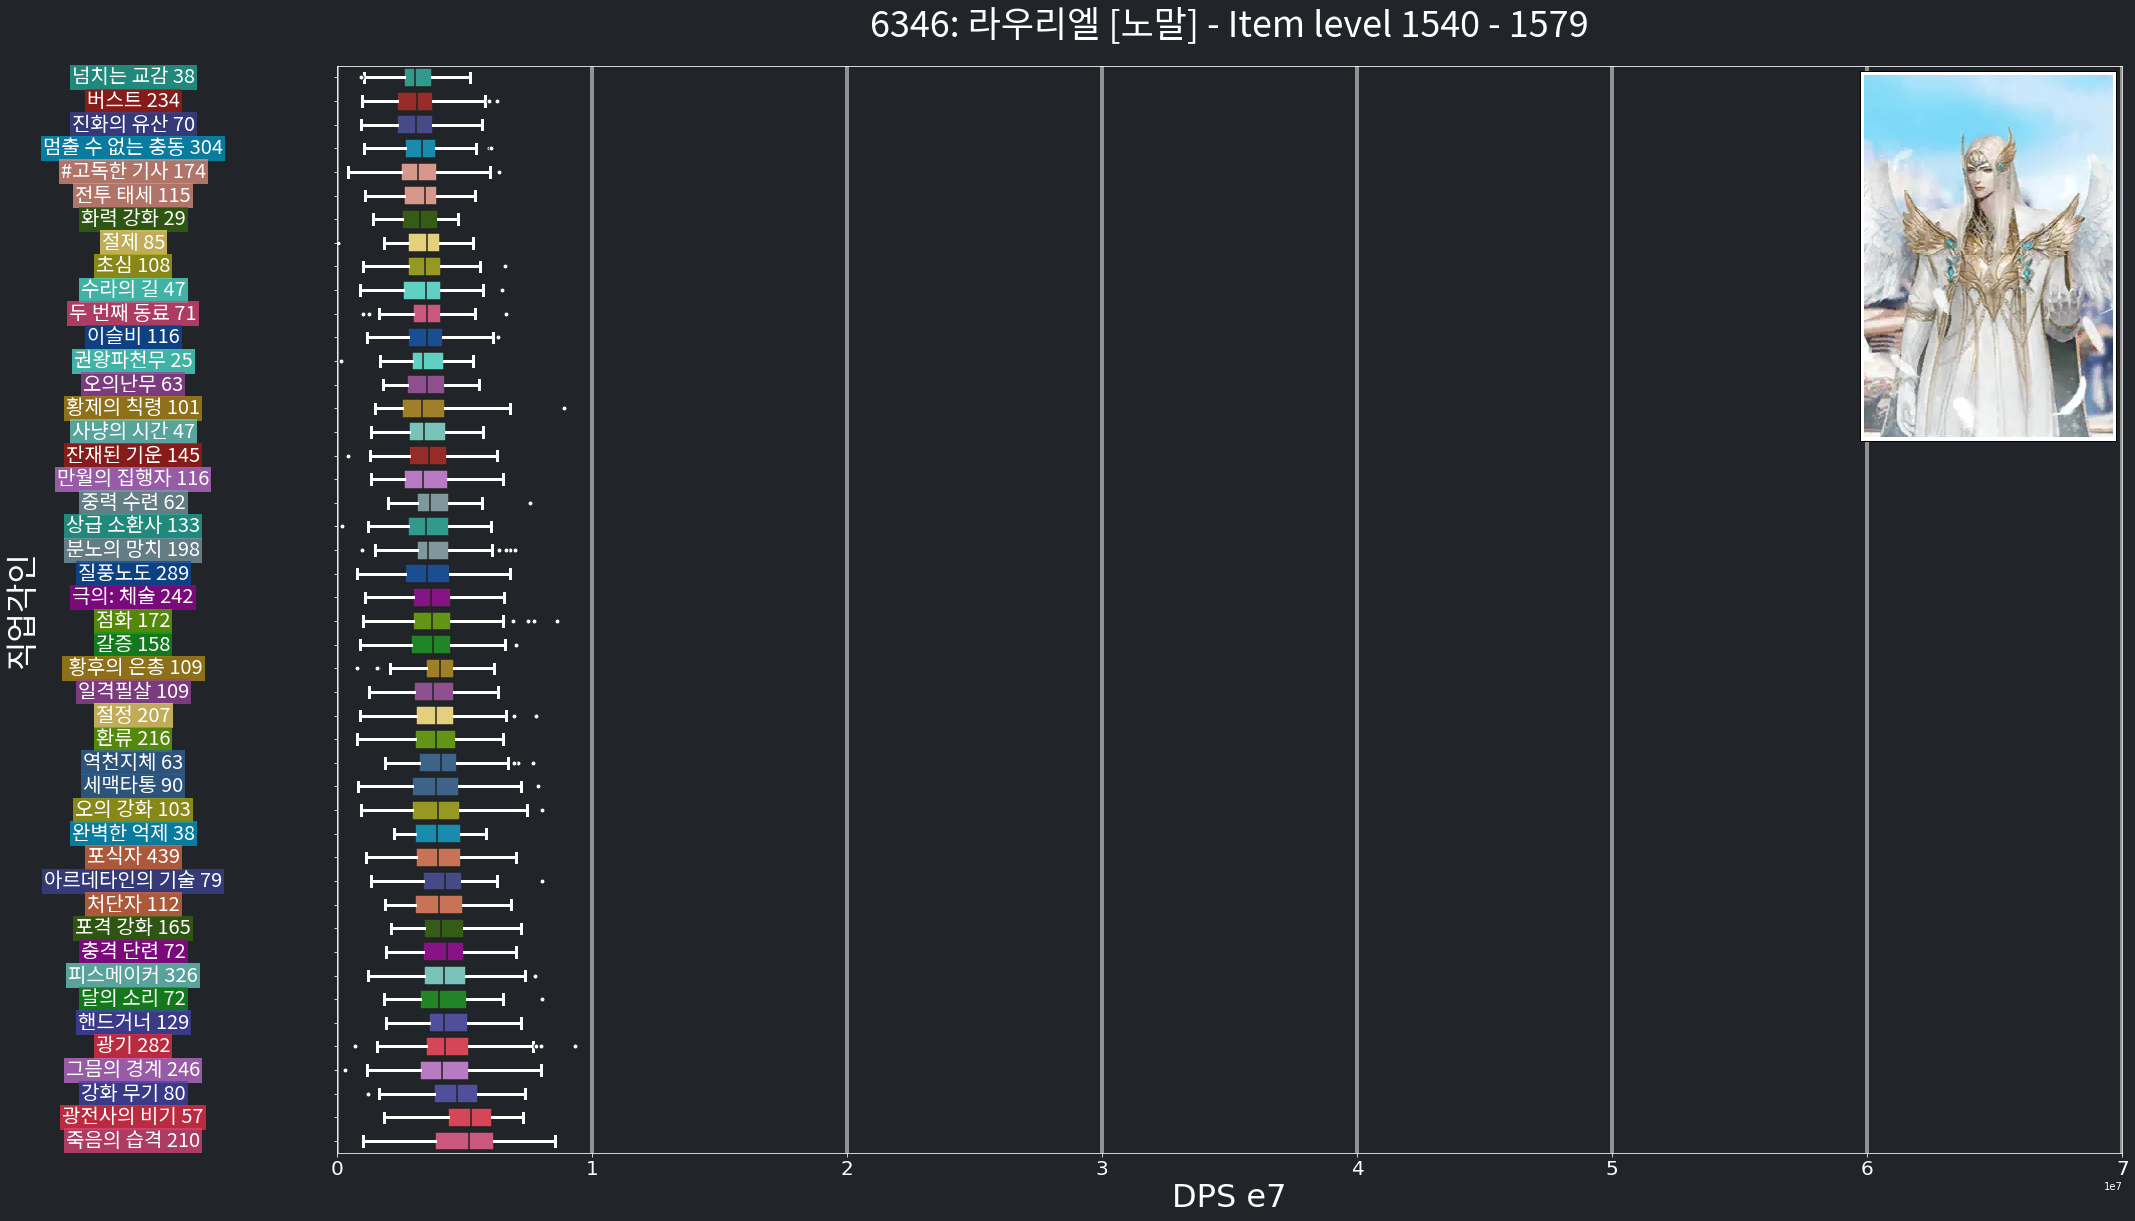 6346: 라우리엘 [노말] - Item level 1540 - 1579
넘치는 교감 38
버스트 234
진화의 유산 70
멈출 수 없는 충동 304
#고독한 기사 174
전투 태세 115
화력 강화 29
절제 85
초심 108
수라의 길 47
두 번째 동료 71
이슬비 116
권왕파천무 25
오의난무 63
황제의 칙령 101
사냥의 시간 47
잔재된 기운 145
만월의 집행자 116
중력 수련 62
상급 소환사 133
분노의 망치 198
질풍노도 289
극의: 체술 242
점화 172
갈증 158
황후의 은총 109
일격필살 109
절정 207
환류 216
역천지체 63
세맥타통 90
오의 강화 103
완벽한 억제 38
포식자 439
아르데타인의 기술 79
처단자 112
포격 강화 165
충격 단련 72
피스메이커 326
달의 소리 72
핸드거너 129
광기 282
그믐의 경계 246
강화 무기 80
광전사의 비기 57
죽음의 습격 210
직업각인
0 1 2 3 4 5 6 7
1e7
DPS e7